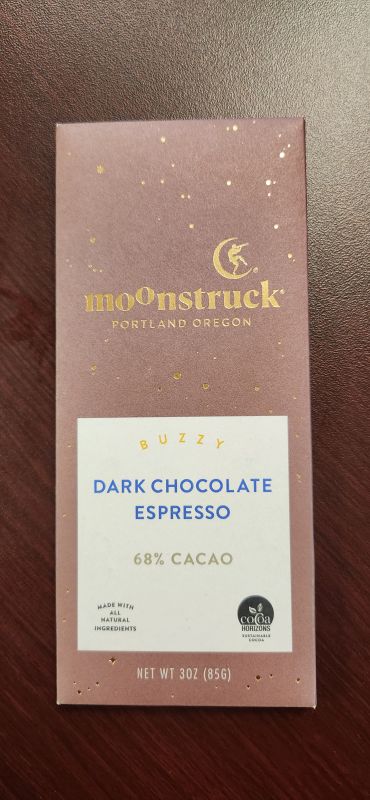 moonstruck®
PORTLAND OREGON
BUZZY
DARK CHOCOLATE
ESPRESSO
68% CACAO
MADE WITH
ALL
NATURAL
INGREDIENTS
cocoa
HORIZONS
SUSTAINABLE
COCOA
NET WT 3OZ (85G)